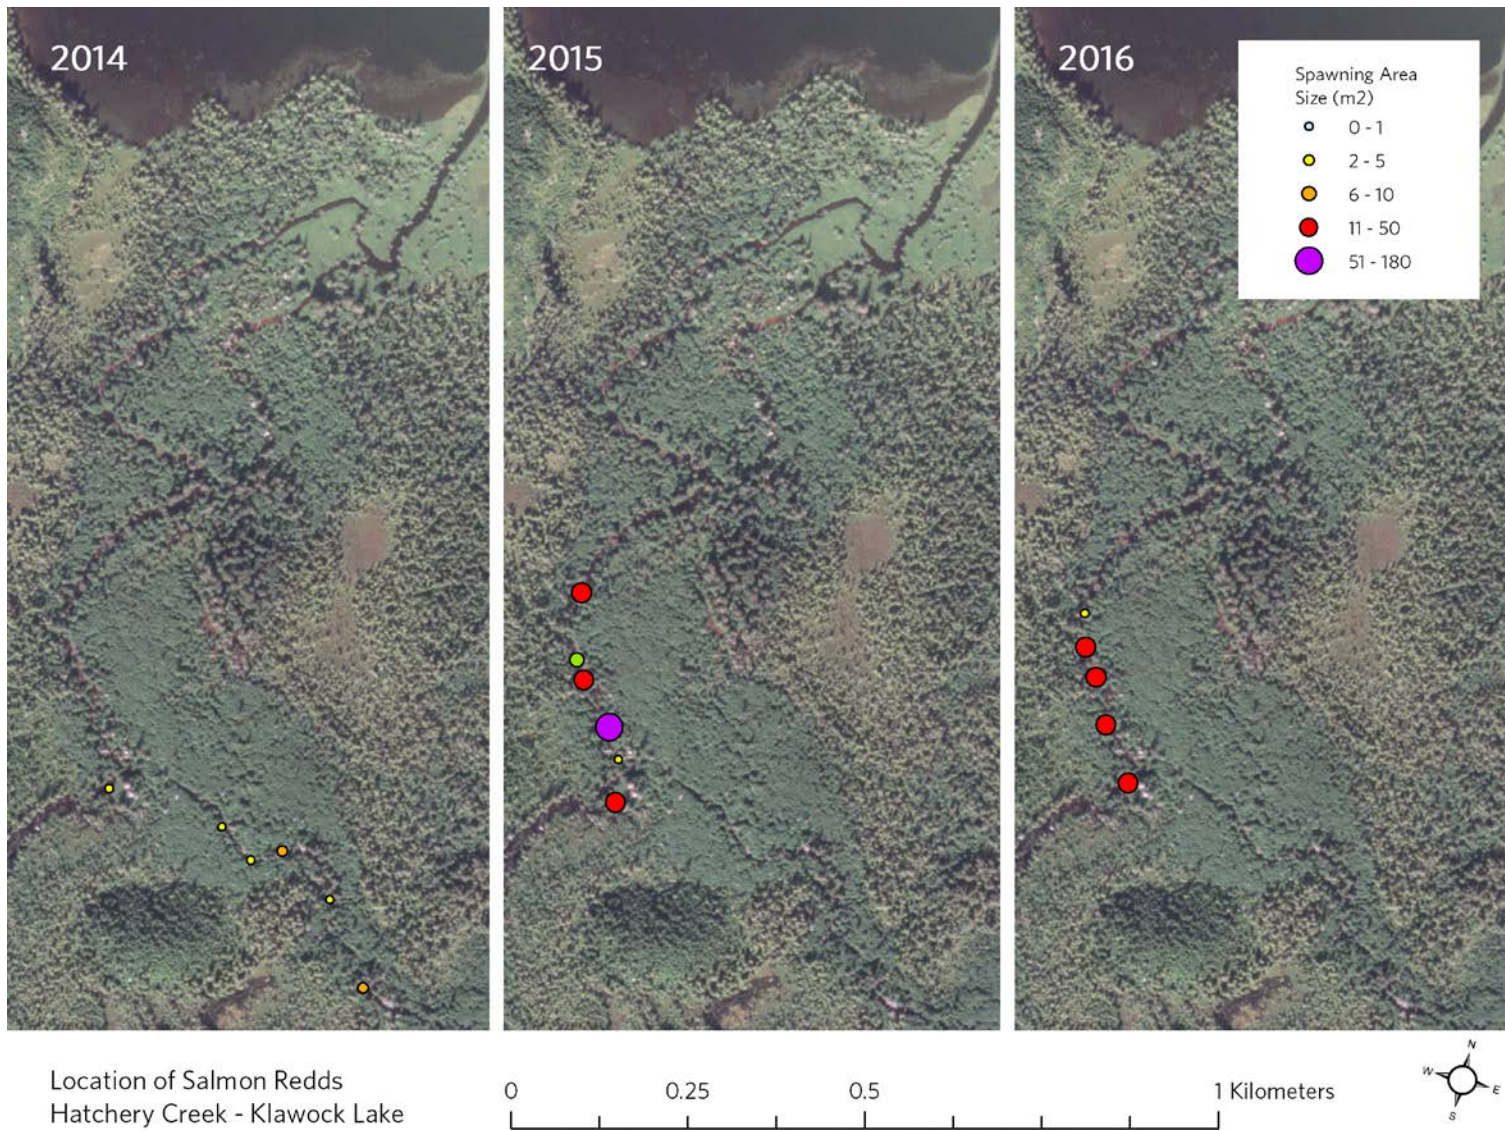 2014
2015
2016
Spawning Area
Size (m2)
0 - 1
2 - 5
6 - 10
11 - 50
51 - 180
Location of Salmon Redds
Hatchery Creek - Klawock Lake
0
0.25
0.5
1 Kilometers
N
W
E
S